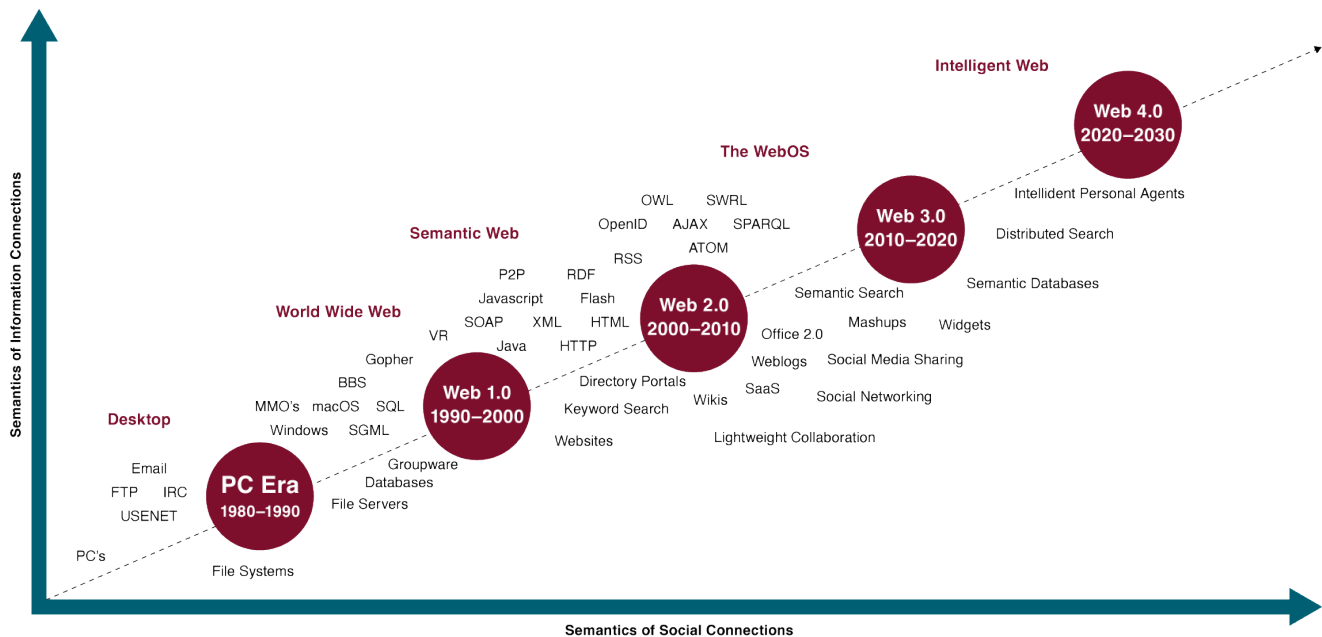 Intelligent Web
Web 4.0
2020–2030
The WebOS
Intellident Personal Agents
OWL SWRL
Web 3.0
2010–2020
OpenID AJAX SPARQL
Distributed Search
Semantic Web
ATOM
RSS
P2P RDF
Semantic Databases
Semantic Search
Javascript Flash
Web 2.0
2000–2010
World Wide Web
SOAP XML HTML
Mashups Widgets
VR
Office 2.0
Java HTTP
Gopher
Weblogs Social Media Sharing
BBS
Directory Portals
SaaS
Web 1.0
1990–2000
Wikis
Social Networking
MMO's macOS SQL
Keyword Search
Desktop
Windows SGML
Websites
Lightweight Collaboration
Email
Groupware
Databases
PC Era
1980–1990
FTP IRC
File Servers
USENET
PC's
File Systems
Semantics of Information Connections
Semantics of Social Connections